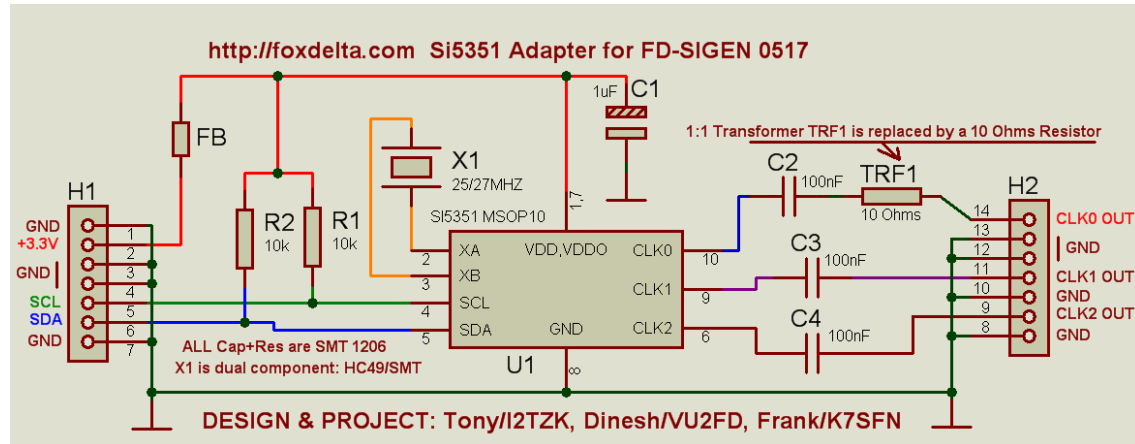 http://foxdelta.com Si5351 Adapter for FD-SIGEN 0517
1uF
C1
FB
1:1 Transformer TRF1 is replaced by a 10 Ohms Resistor
X1
25/27MHZ
C2
100nF
TRF1
10 Ohms
H1
H2
GND
+3.3V
GND
SCL
SDA
GND
1
2
3
4
5
6
7
R2
10k
R1
10k
SI5351 MSOP10
1,7
XA
XB
SCL
SDA
VDD,VDDO
GND
CLK0
CLK1
CLK2
2
3
4
5
10
9
6
8
U1
C3
100nF
C4
100nF
14
13
12
11
10
9
8
CLK0 OUT
GND
CLK1 OUT
GND
CLK2 OUT
GND
ALL Cap+Res are SMT 1206
X1 is dual component: HC49/SMT
DESIGN & PROJECT: Tony/I2TZK, Dinesh/VU2FD, Frank/K7SFN